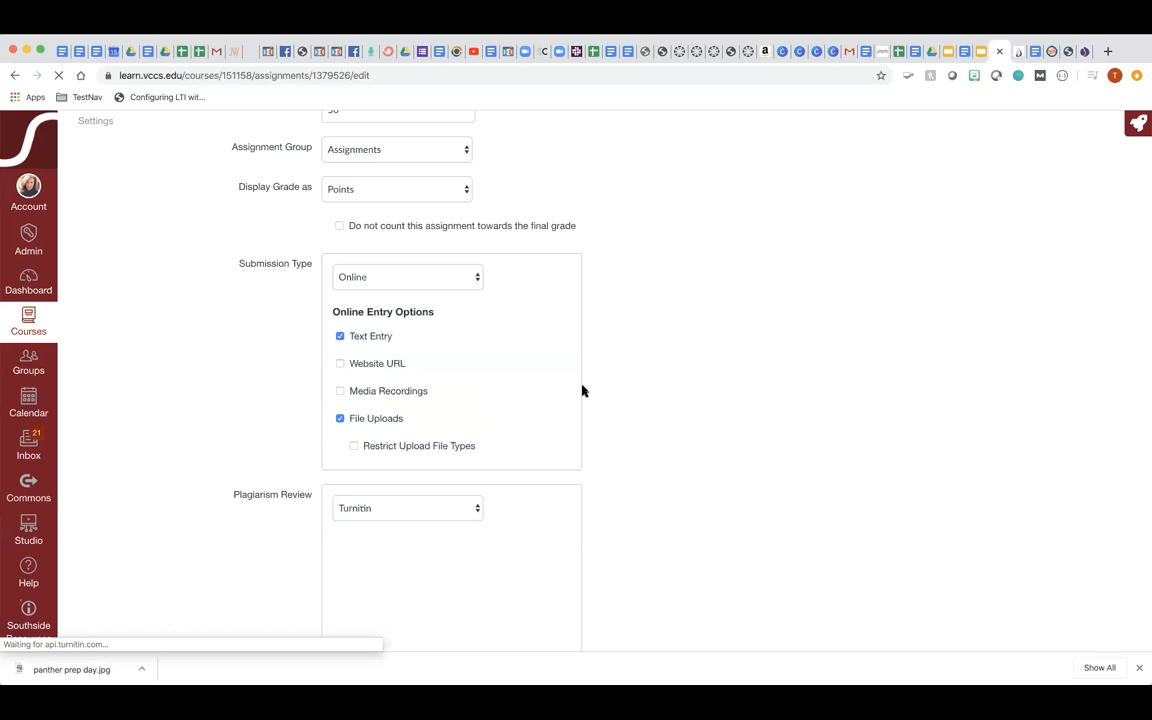 learn.vccs.edu/courses/151158/assignments/1379526/edit
T
Apps
TestNav
Configuring LTI wit...
Settings
Assignment Group
Assignments
Display Grade as
Points
Do not count this assignment towards the final grade
Submission Type
Online
Online Entry Options
Text Entry
Website URL
Media Recordings
File Uploads
Restrict Upload File Types
Plagiarism Review
Turnitin
Account
Admin
Dashboard
Courses
Groups
Calendar
21
Inbox
Commons
Studio
Help
Southside
Waiting for api.turnitin.com...
panther prep day.jpg
Show All